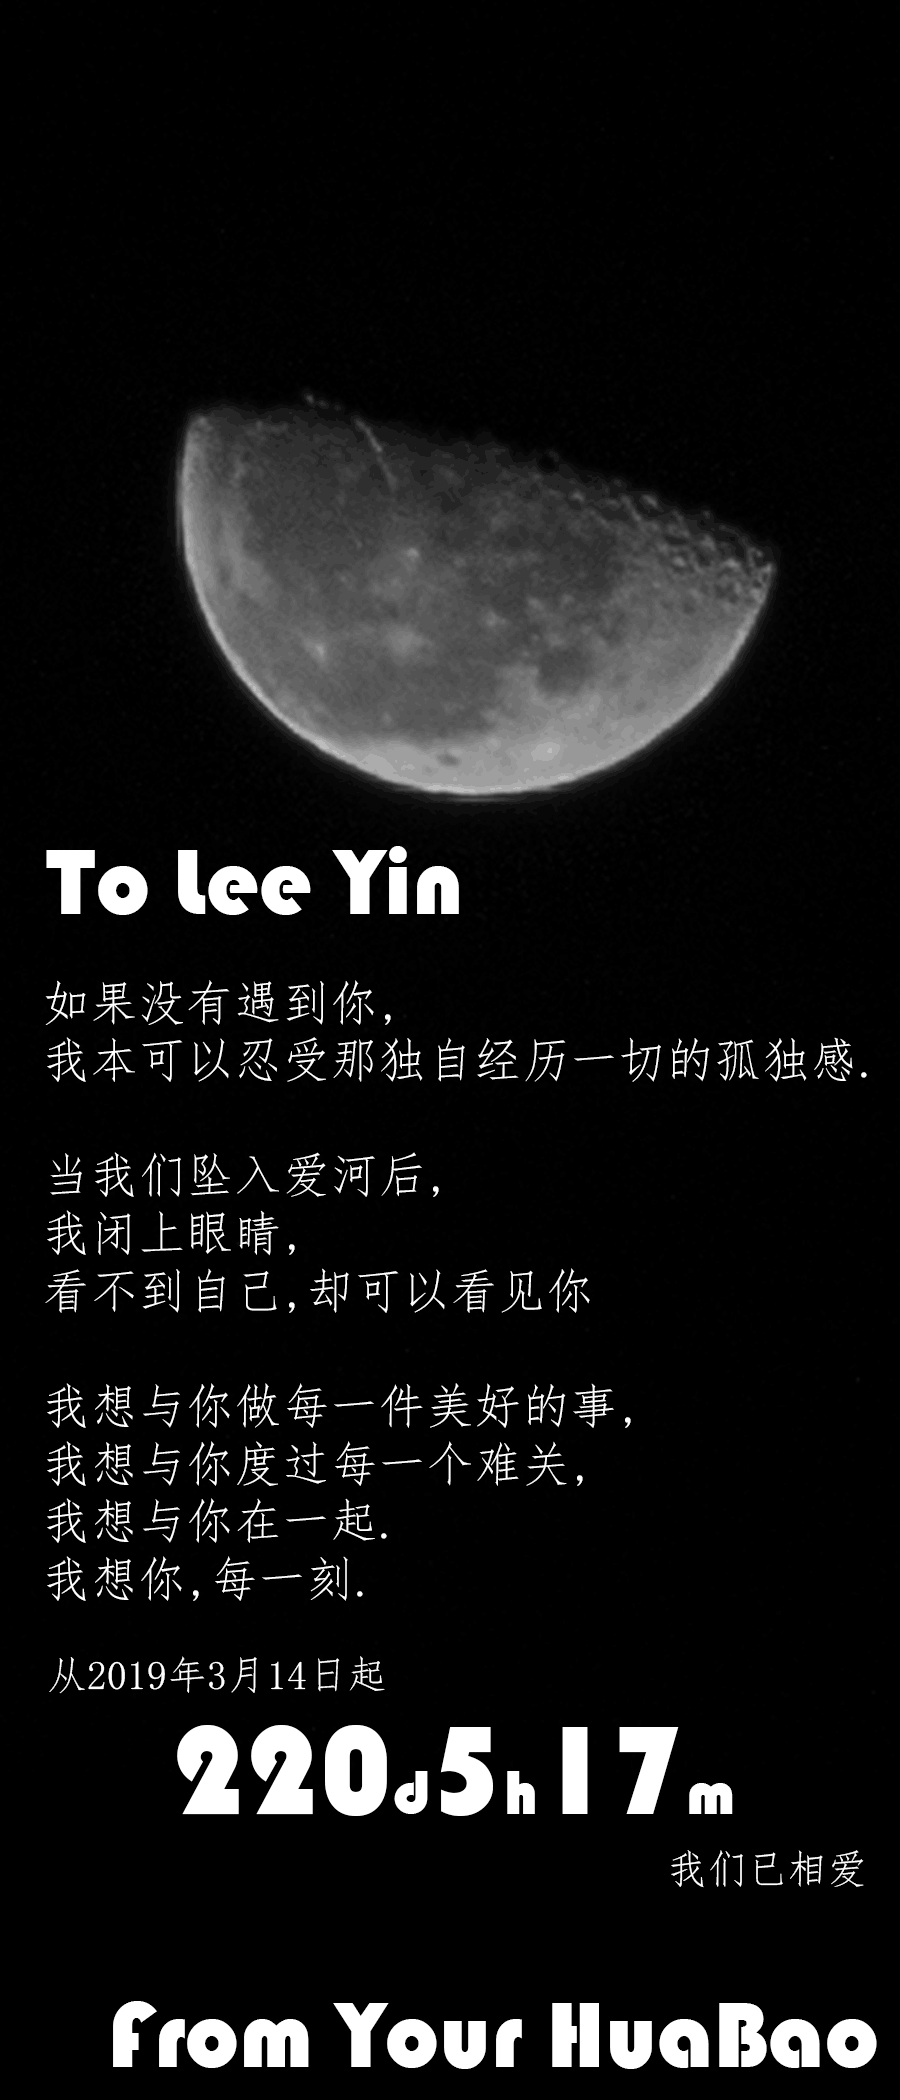 To Lee Yin
如果没有遇到你,
我本可以忍受那独自经历一切的孤独感.
当我们坠入爱河后,
我闭上眼睛,
看不到自己,却可以看见你
我想与你做每一件美好的事,
我想与你度过每一个难关,
我想与你在一起.
我想你,每一刻.
从2019年3月14日起
220d5h17m
我们已相爱
From Your HuaBao